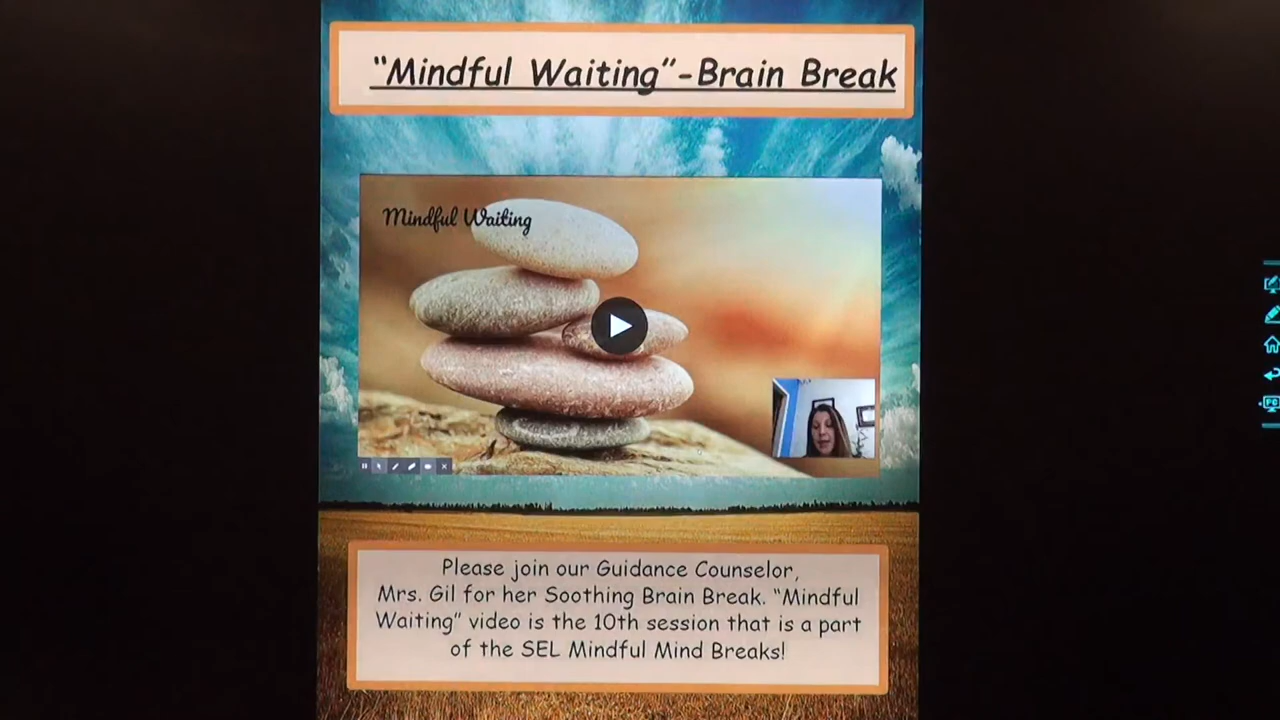 “Mindful Waiting”-Brain Break
Mindful Waiting
Please join our Guidance Counselor,
Mrs. Gil for her Soothing Brain Break. “Mindful
Waiting” video is the 10th session that is a part
of the SEL Mindful Mind Breaks!